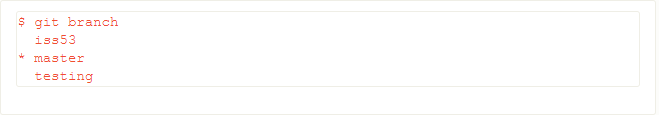 $ git branch
  iss53
* master
  testing